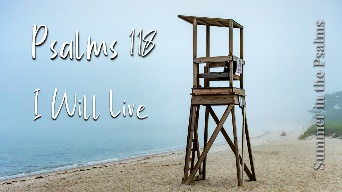 Psalms 118
I Will Live
Summer in the Psalms